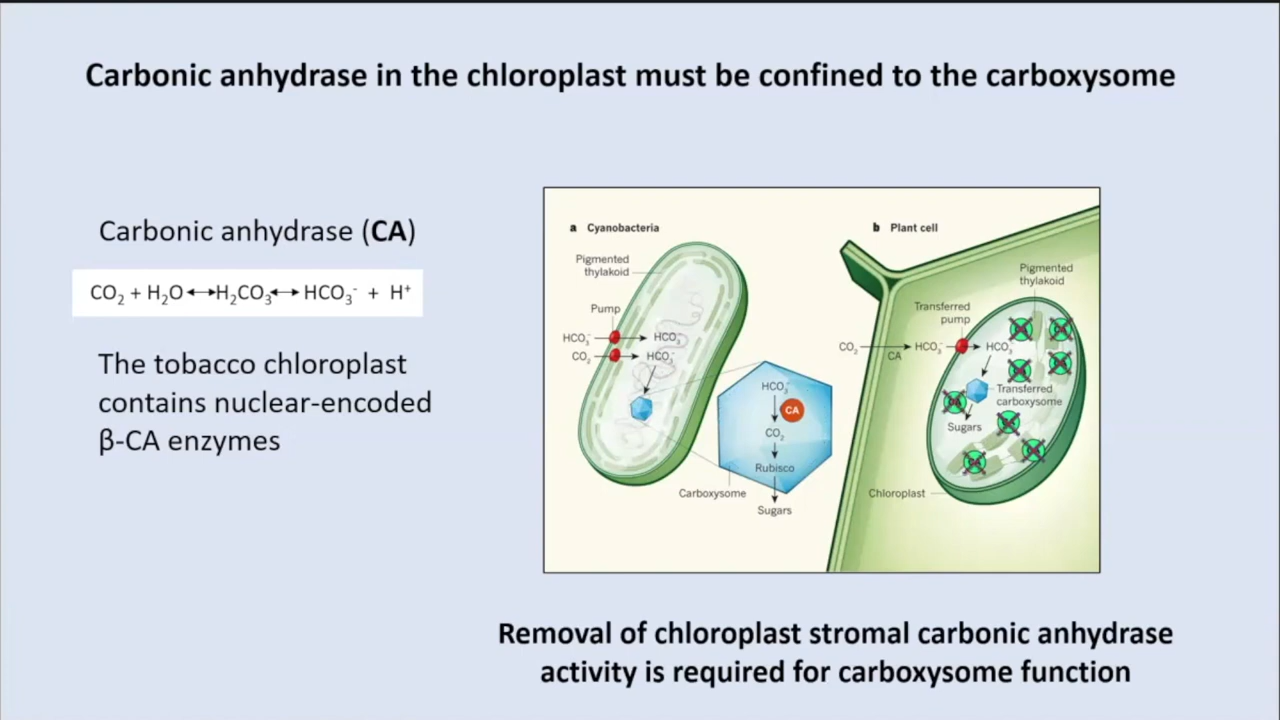 Carbonic anhydrase in the chloroplast must be confined to the carboxysome
Carbonic anhydrase (CA)
CO₂ + H₂O ⟷ H₂CO₃ ⟷ HCO₃⁻ + H⁺
The tobacco chloroplast
contains nuclear-encoded
β-CA enzymes
a Cyanobacteria
Pigmented
thylakoid
Pump
HCO₃⁻
HCO₃⁻
CO₂
HCO₃⁻
HCO₃⁻
CA
CO₂
Rubisco
Carboxysome
Sugars
b Plant cell
Pigmented
thylakoid
Transferred
pump
CO₂
CA
HCO₃⁻
HCO₃⁻
Transferred
carboxysome
Sugars
Chloroplast
Removal of chloroplast stromal carbonic anhydrase
activity is required for carboxysome function